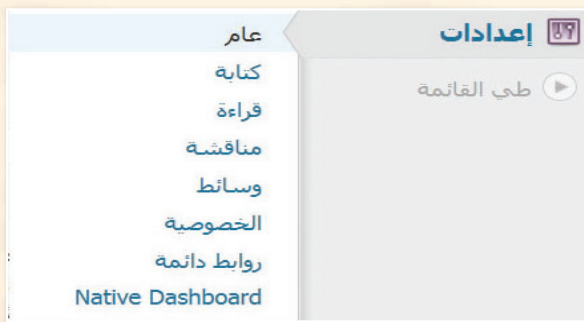 إعدادات
طي القائمة
عام
كتابة
قراءة
مناقشة
وسائط
الخصوصية
روابط دائمة
Native Dashboard